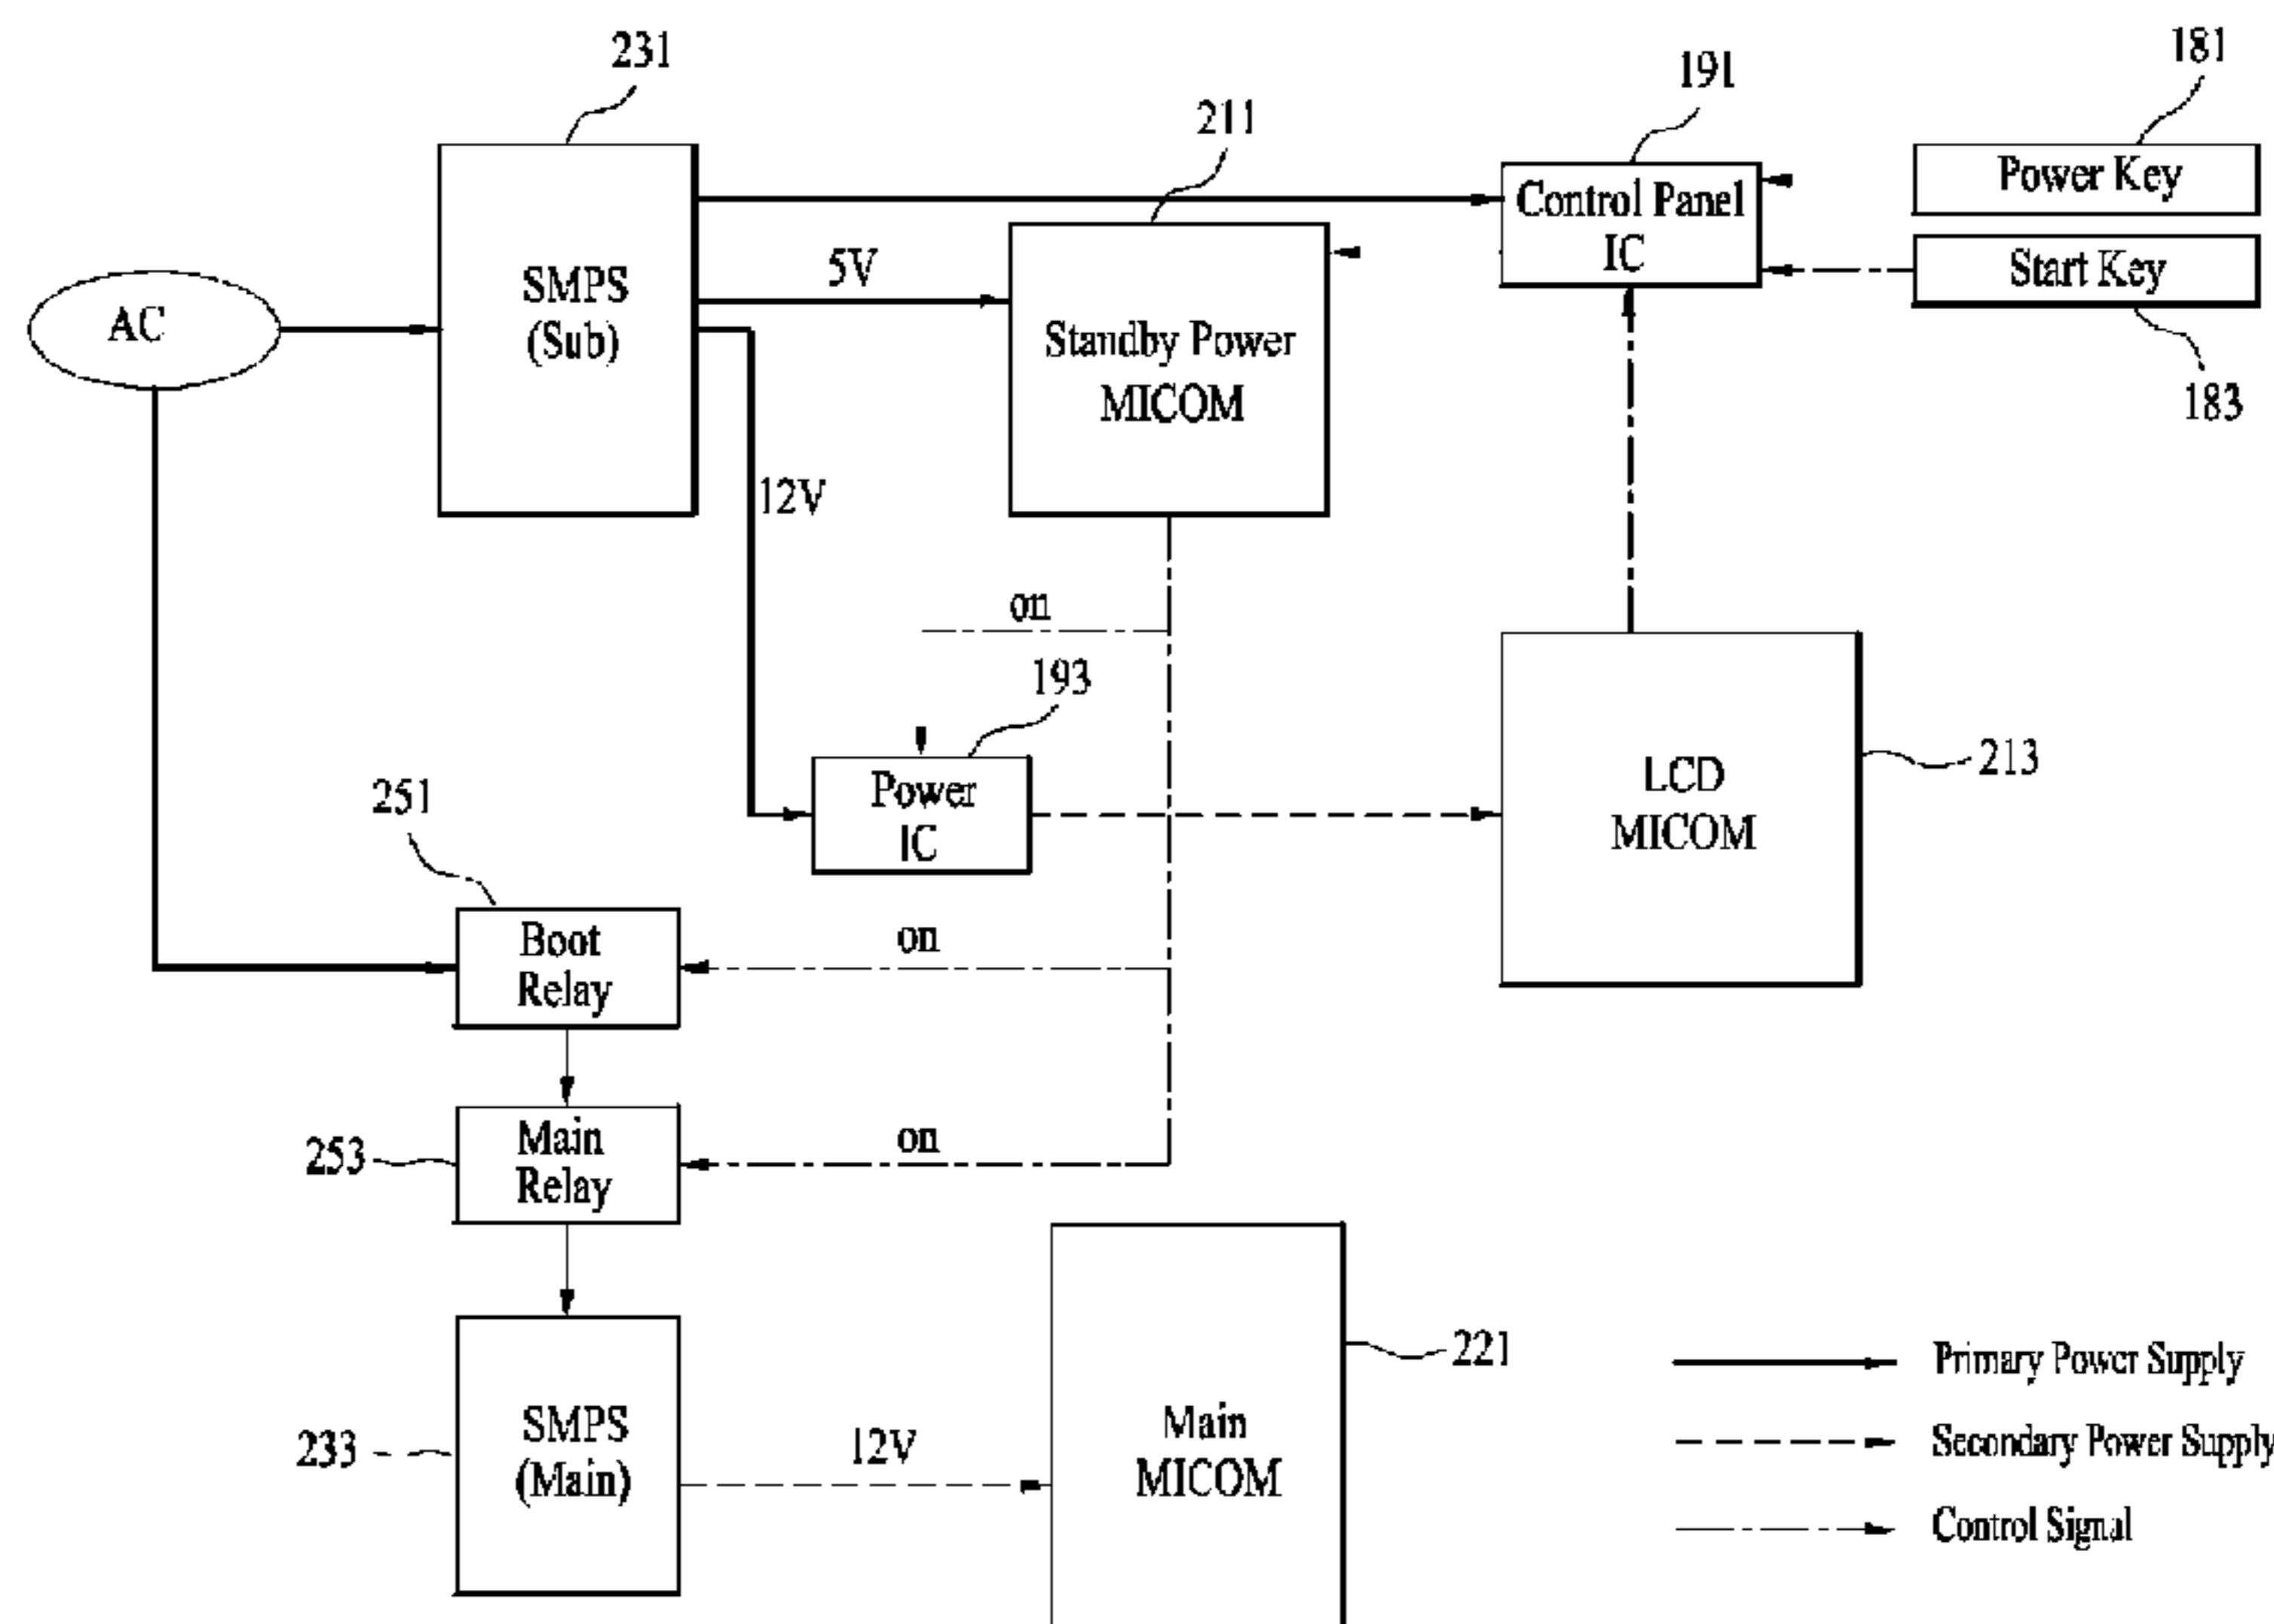 231
211
191
181
Power Key
Control Panel
IC
Start Key
183
AC
SMPS
(Sub)
5V
Standby Power
MICOM
12V
on
193
Power
IC
LCD
MICOM
213
251
Boot
Relay
on
253
Main
Relay
on
233
SMPS
(Main)
12V
Main
MICOM
221
Primary Power Supply
Secondary Power Supply
Control Signal